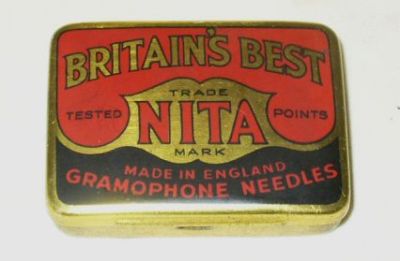 BRITAIN'S BEST
TRADE
TESTED NITA POINTS
MARK
MADE IN ENGLAND
GRAMOPHONE NEEDLES